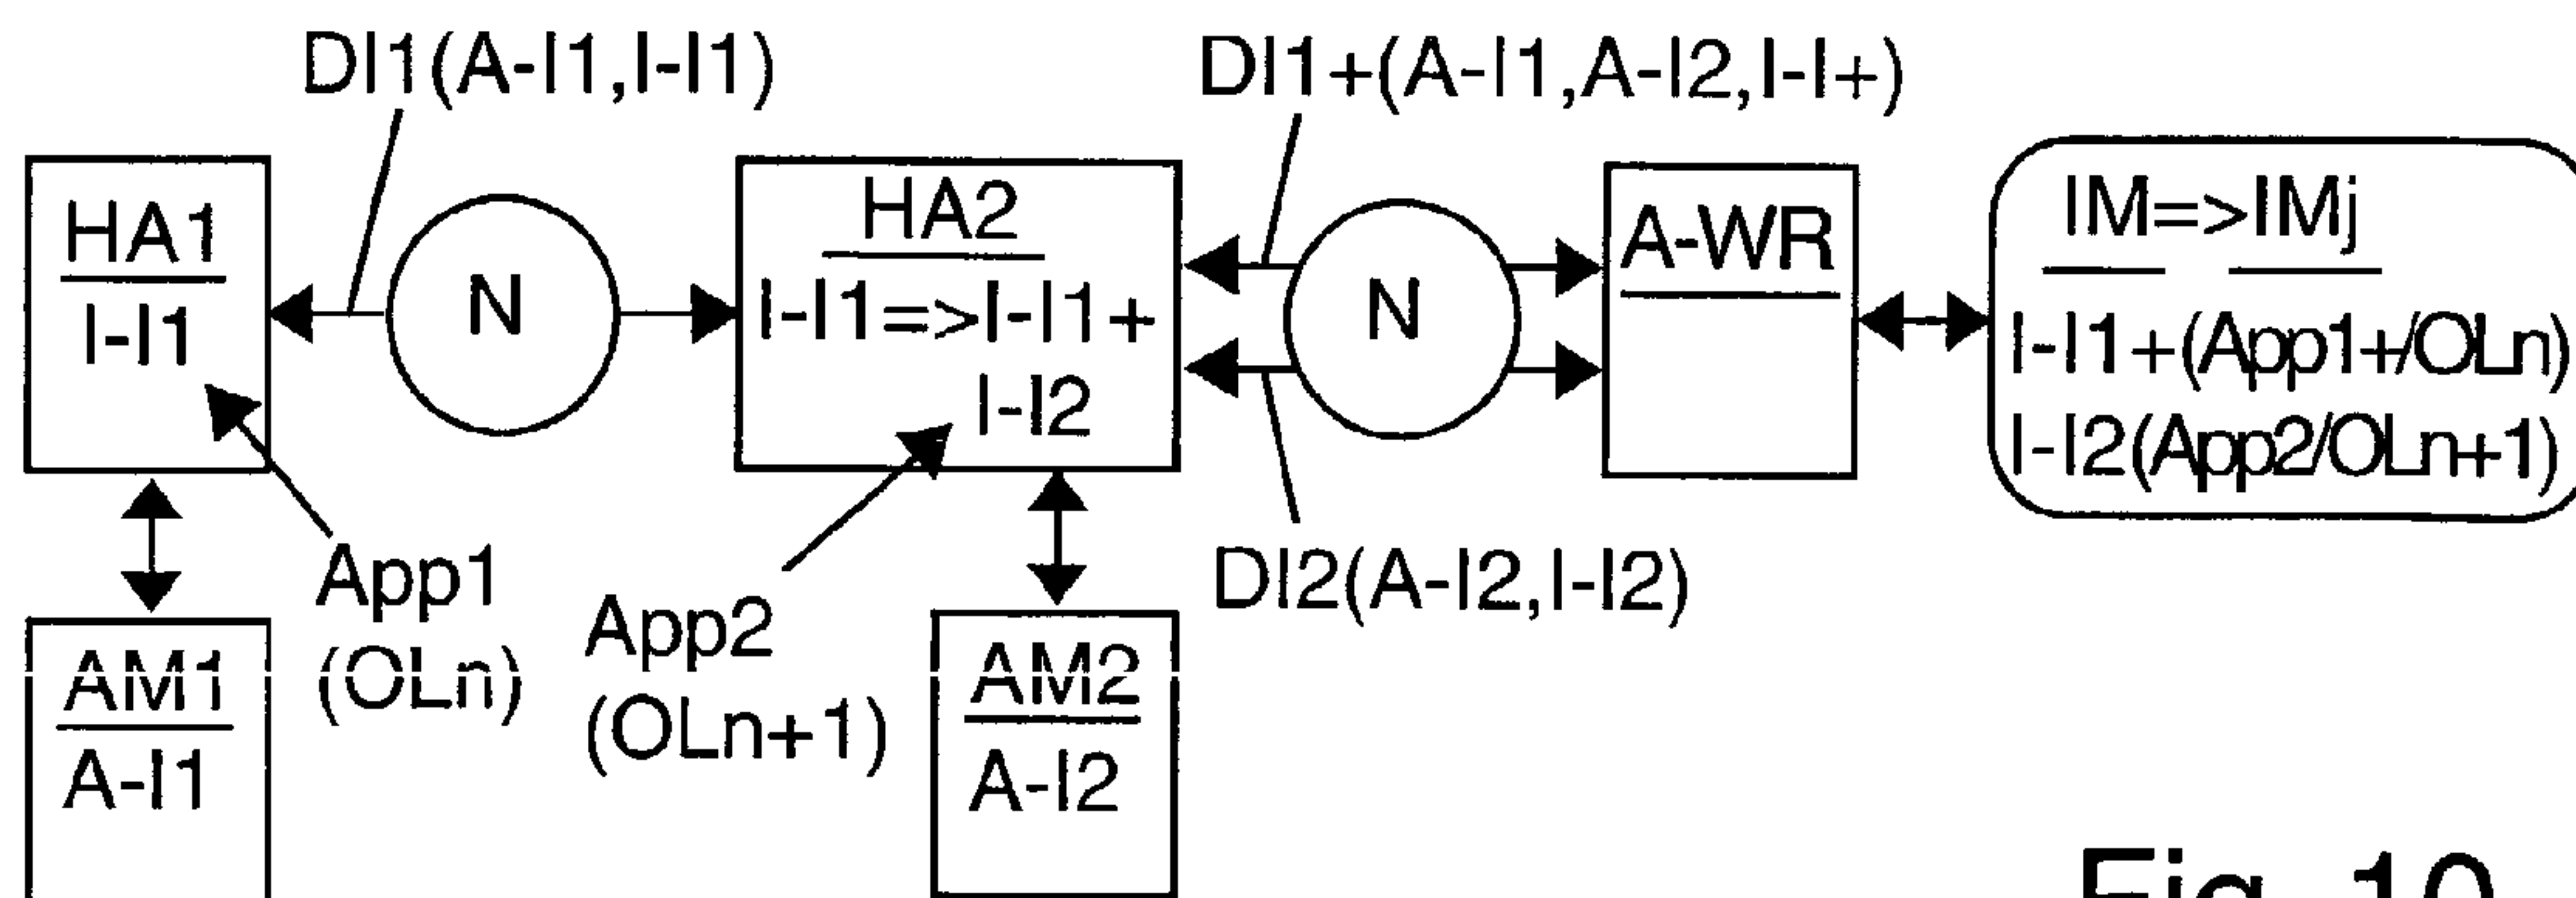 DI1(A-I1,I-I1)
DI1+(A-I1,A-I2,I-I+)
HA1
I-I1
N
HA2
I-I1=>I-I1+
I-I2
N
A-WR
IM=>IMj
I-I1+(App1+/OLn)
I-I2(App2/OLn+1)
App1
(OLn)
App2
(OLn+1)
DI2(A-I2,I-I2)
AM1
A-I1
AM2
A-I2
Fig. 10